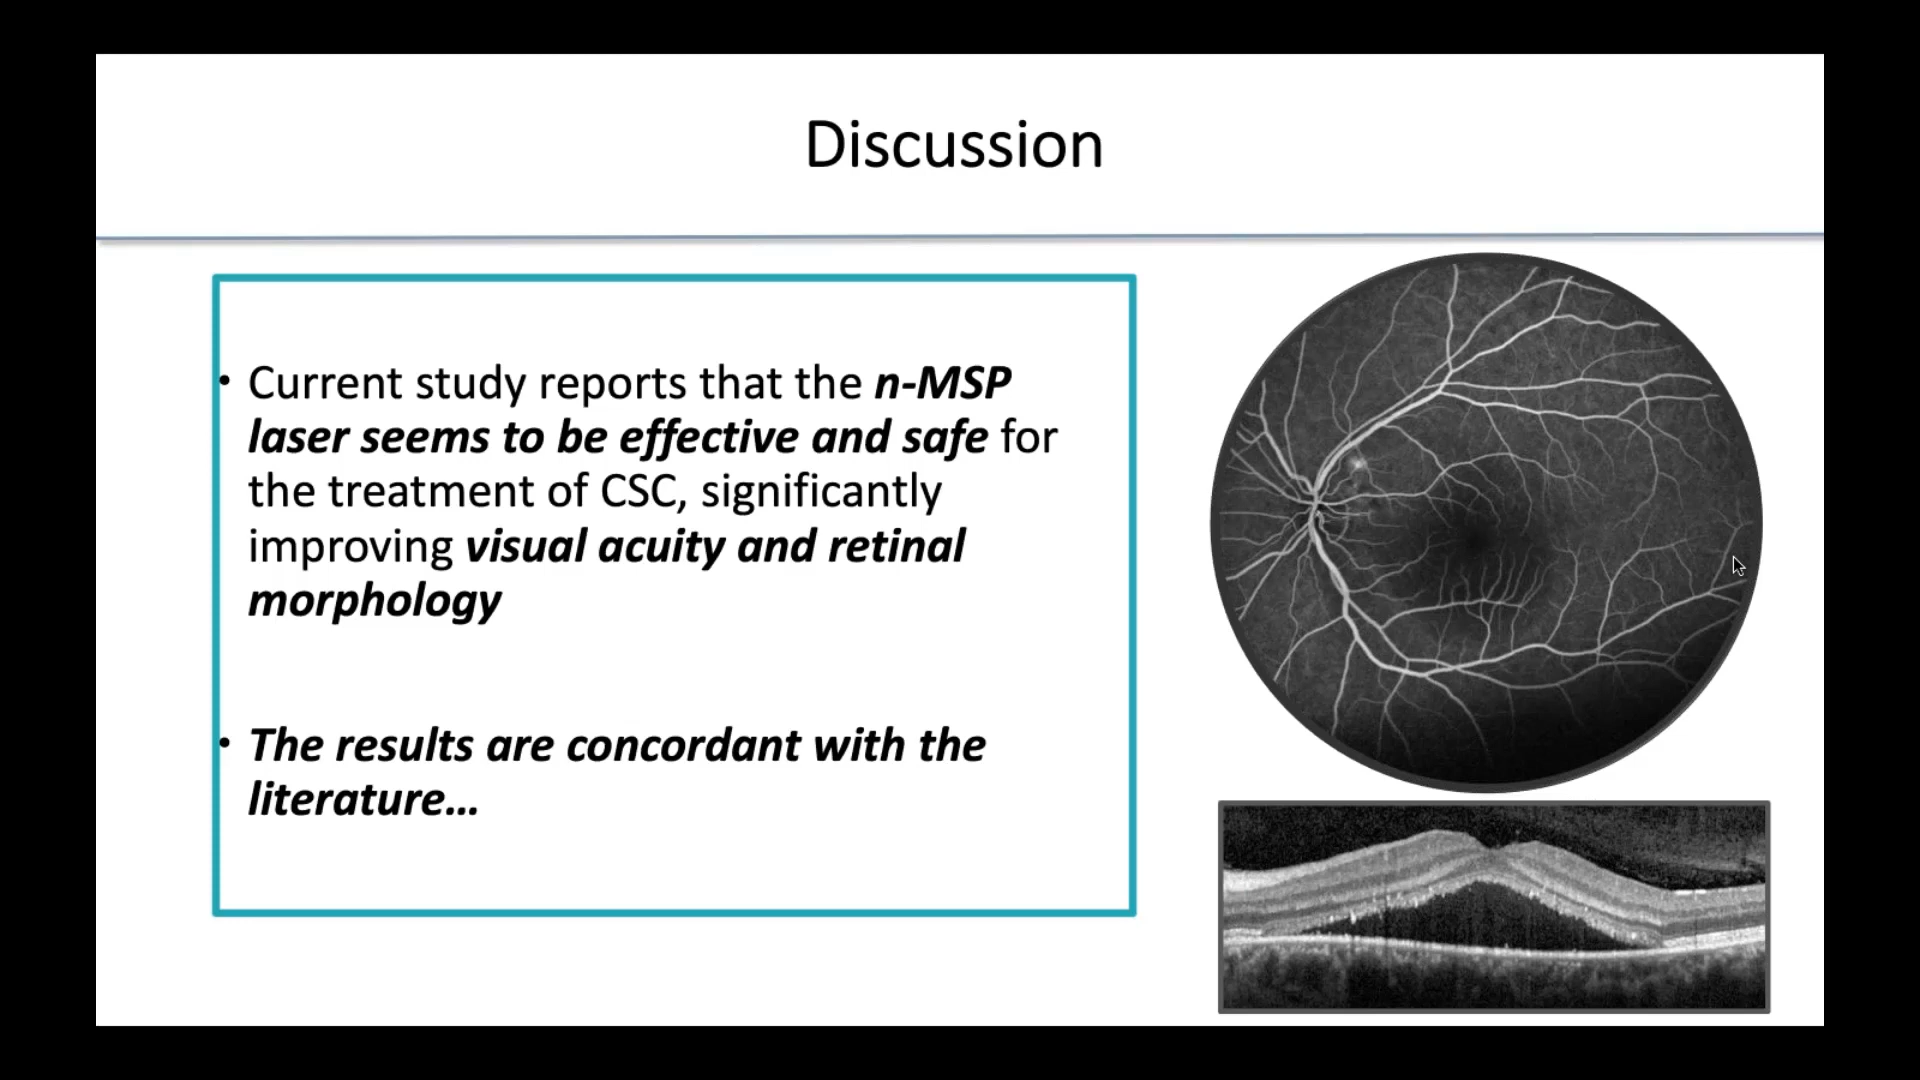 Discussion
• Current study reports that the n-MSP
laser seems to be effective and safe for
the treatment of CSC, significantly
improving visual acuity and retinal
morphology
• The results are concordant with the
literature...